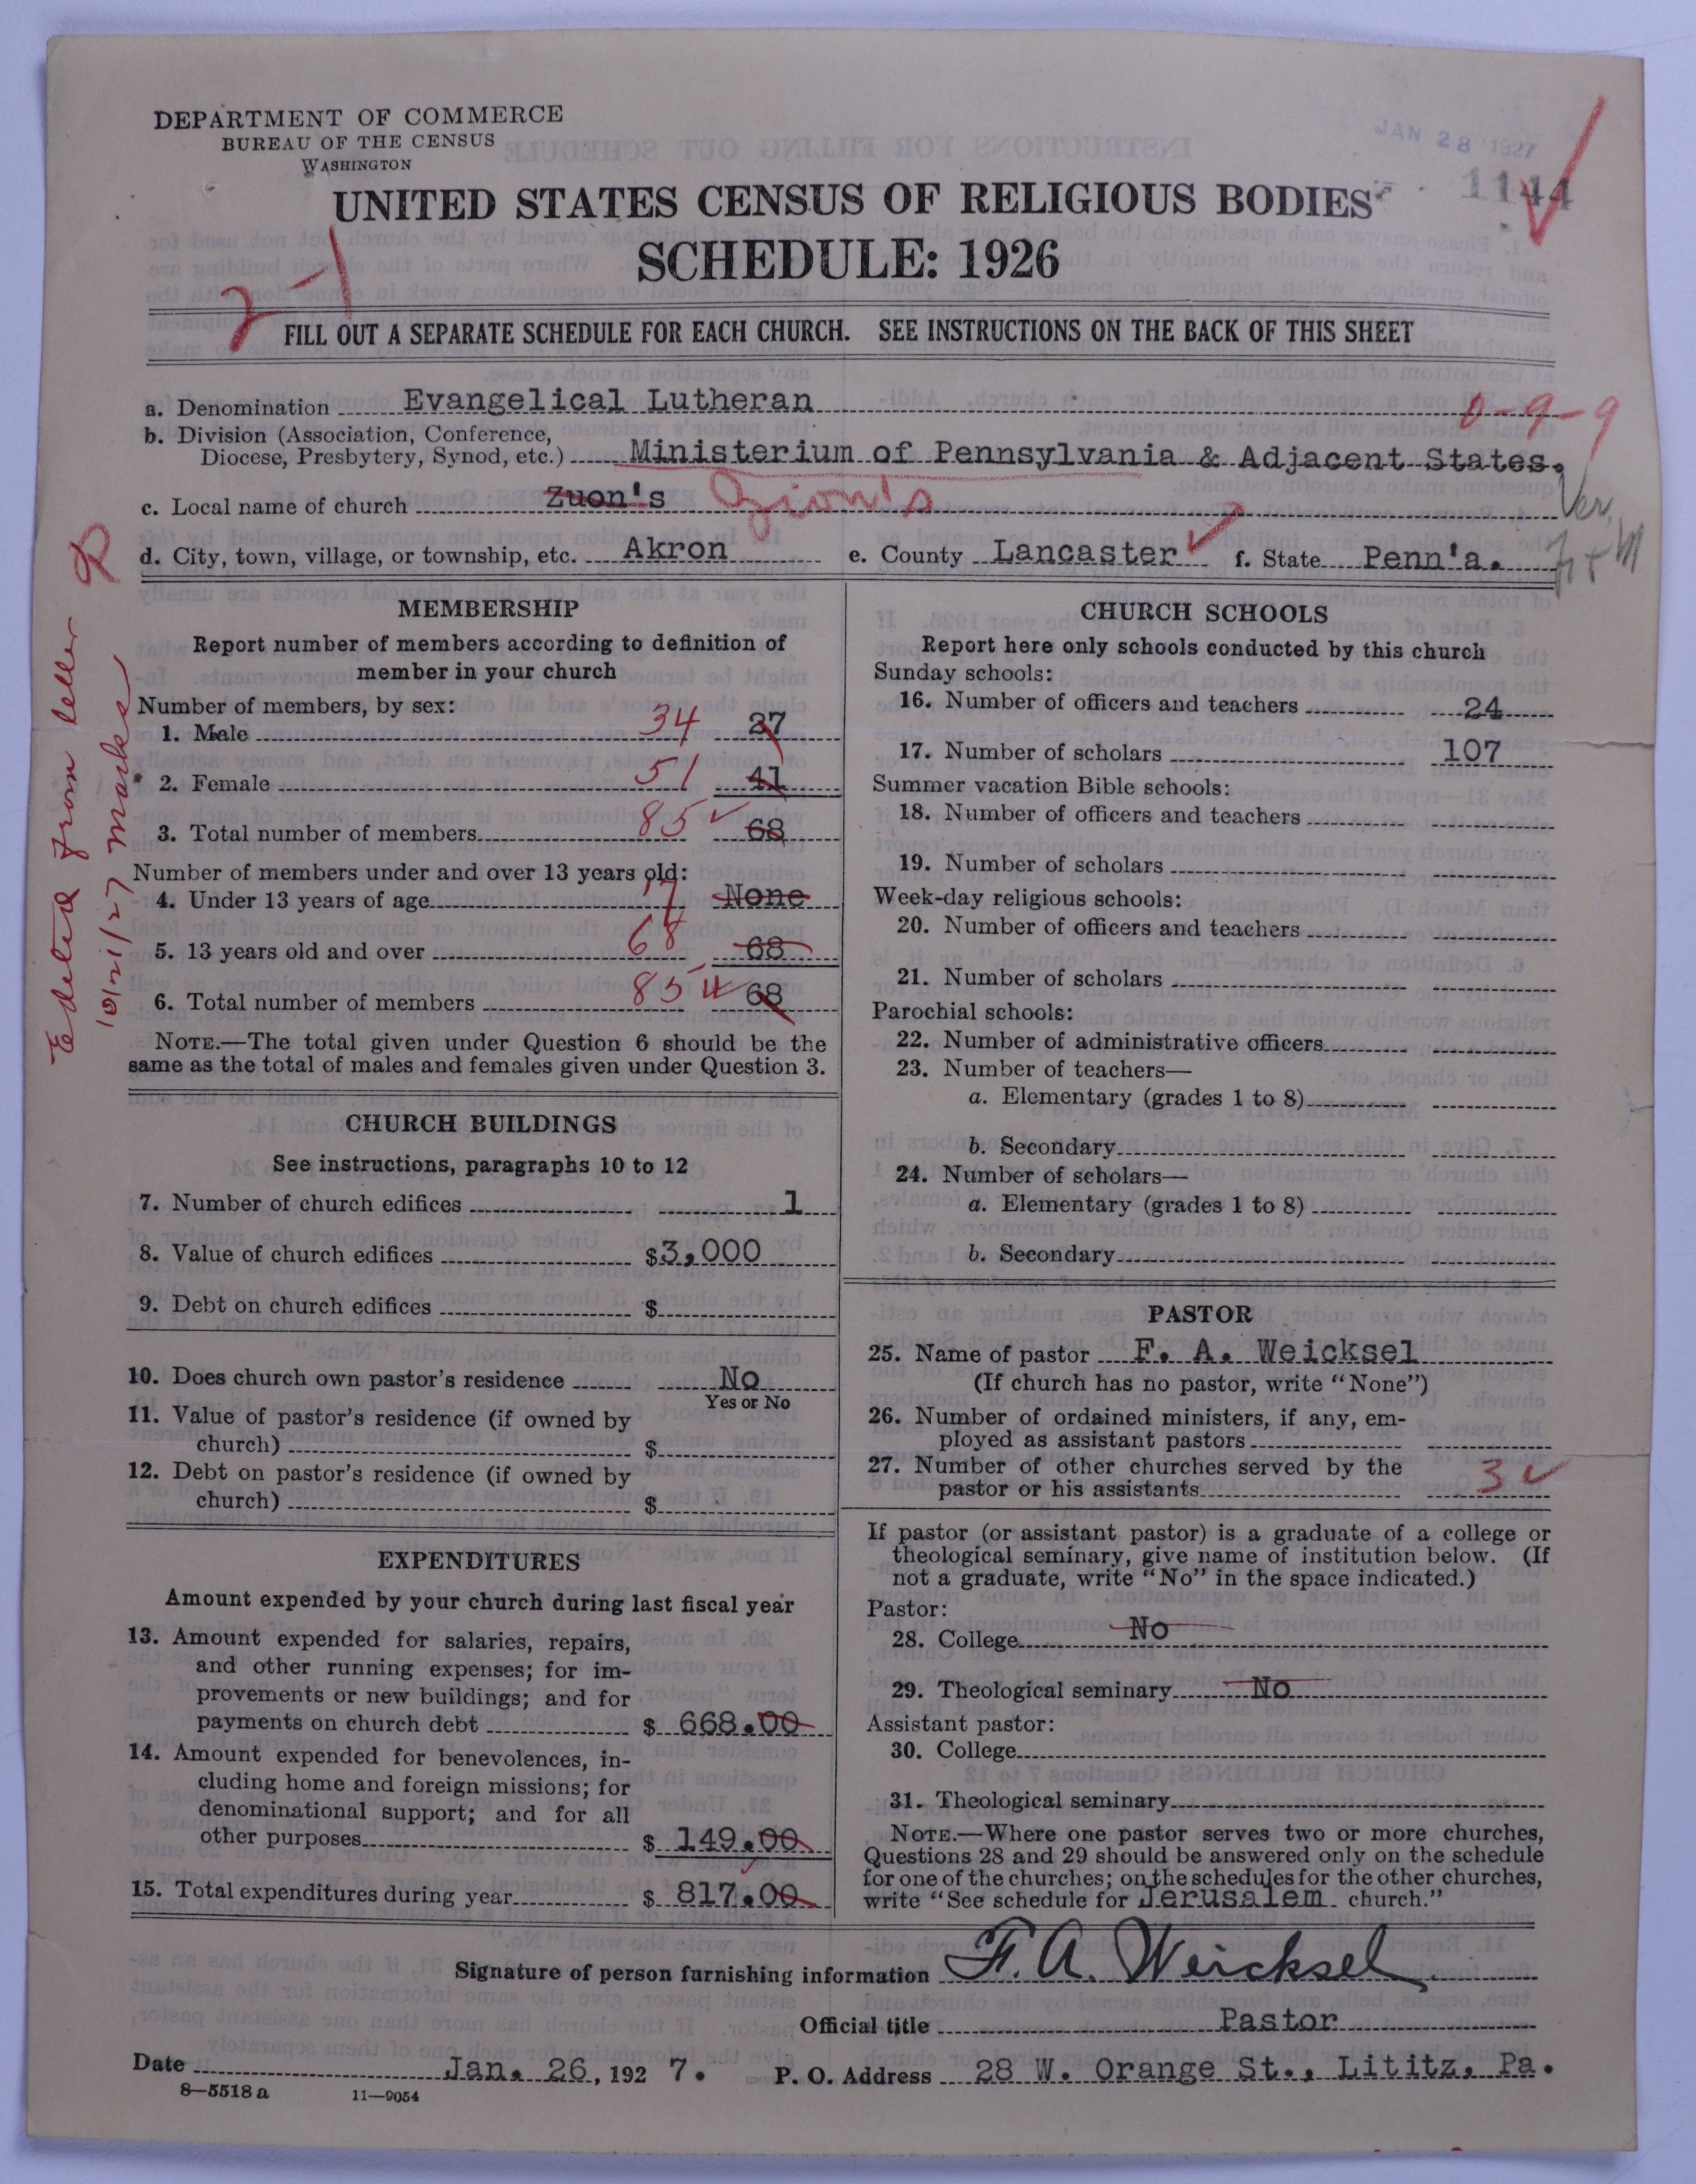 DEPARTMENT OF COMMERCE
BUREAU OF THE CENSUS
WASHINGTON
JAN 28 1927
1144
UNITED STATES CENSUS OF RELIGIOUS BODIES
SCHEDULE: 1926
2-1
FILL OUT A SEPARATE SCHEDULE FOR EACH CHURCH. SEE INSTRUCTIONS ON THE BACK OF THIS SHEET
a. Denomination Evangelical Lutheran 0-9-9
b. Division (Association, Conference,
Diocese, Presbytery, Synod, etc.) Ministerium of Pennsylvania & Adjacent States.
c. Local name of church Zuon's Zion's Ver.
d. City, town, village, or township, etc. Akron e. County Lancaster f. State Penn'a.
Edited from letter
10/21/27 Marks
MEMBERSHIP
Report number of members according to definition of
member in your church
Number of members, by sex:
1. Male 34 27
2. Female 51 41
3. Total number of members 85 68
Number of members under and over 13 years old:
4. Under 13 years of age 17 None
5. 13 years old and over 68 68
6. Total number of members 85 68
NOTE.—The total given under Question 6 should be the
same as the total of males and females given under Question 3.
CHURCH BUILDINGS
See instructions, paragraphs 10 to 12
7. Number of church edifices 1
8. Value of church edifices $3,000
9. Debt on church edifices $
10. Does church own pastor's residence No
Yes or No
11. Value of pastor's residence (if owned by
church) $
12. Debt on pastor's residence (if owned by
church) $
EXPENDITURES
Amount expended by your church during last fiscal year
13. Amount expended for salaries, repairs,
and other running expenses; for im-
provements or new buildings; and for
payments on church debt $ 668.00
14. Amount expended for benevolences, in-
cluding home and foreign missions; for
denominational support; and for all
other purposes $ 149.00
15. Total expenditures during year $ 817.00
CHURCH SCHOOLS
Report here only schools conducted by this church
Sunday schools:
16. Number of officers and teachers 24
17. Number of scholars 107
Summer vacation Bible schools:
18. Number of officers and teachers
19. Number of scholars
Week-day religious schools:
20. Number of officers and teachers
21. Number of scholars
Parochial schools:
22. Number of administrative officers
23. Number of teachers—
a. Elementary (grades 1 to 8)
b. Secondary
24. Number of scholars—
a. Elementary (grades 1 to 8)
b. Secondary
PASTOR
25. Name of pastor F. A. Weicksel
(If church has no pastor, write "None")
26. Number of ordained ministers, if any, em-
ployed as assistant pastors
27. Number of other churches served by the
pastor or his assistants 3
If pastor (or assistant pastor) is a graduate of a college or
theological seminary, give name of institution below. (If
not a graduate, write "No" in the space indicated.)
Pastor:
28. College No
29. Theological seminary No
Assistant pastor:
30. College
31. Theological seminary
NOTE.—Where one pastor serves two or more churches,
Questions 28 and 29 should be answered only on the schedule
for one of the churches; on the schedules for the other churches,
write "See schedule for Jerusalem church."
Signature of person furnishing information F. A. Weicksel
Official title Pastor
Date Jan. 26, 1927. P. O. Address 28 W. Orange St., Lititz, Pa.
8-5518 a 11-9054